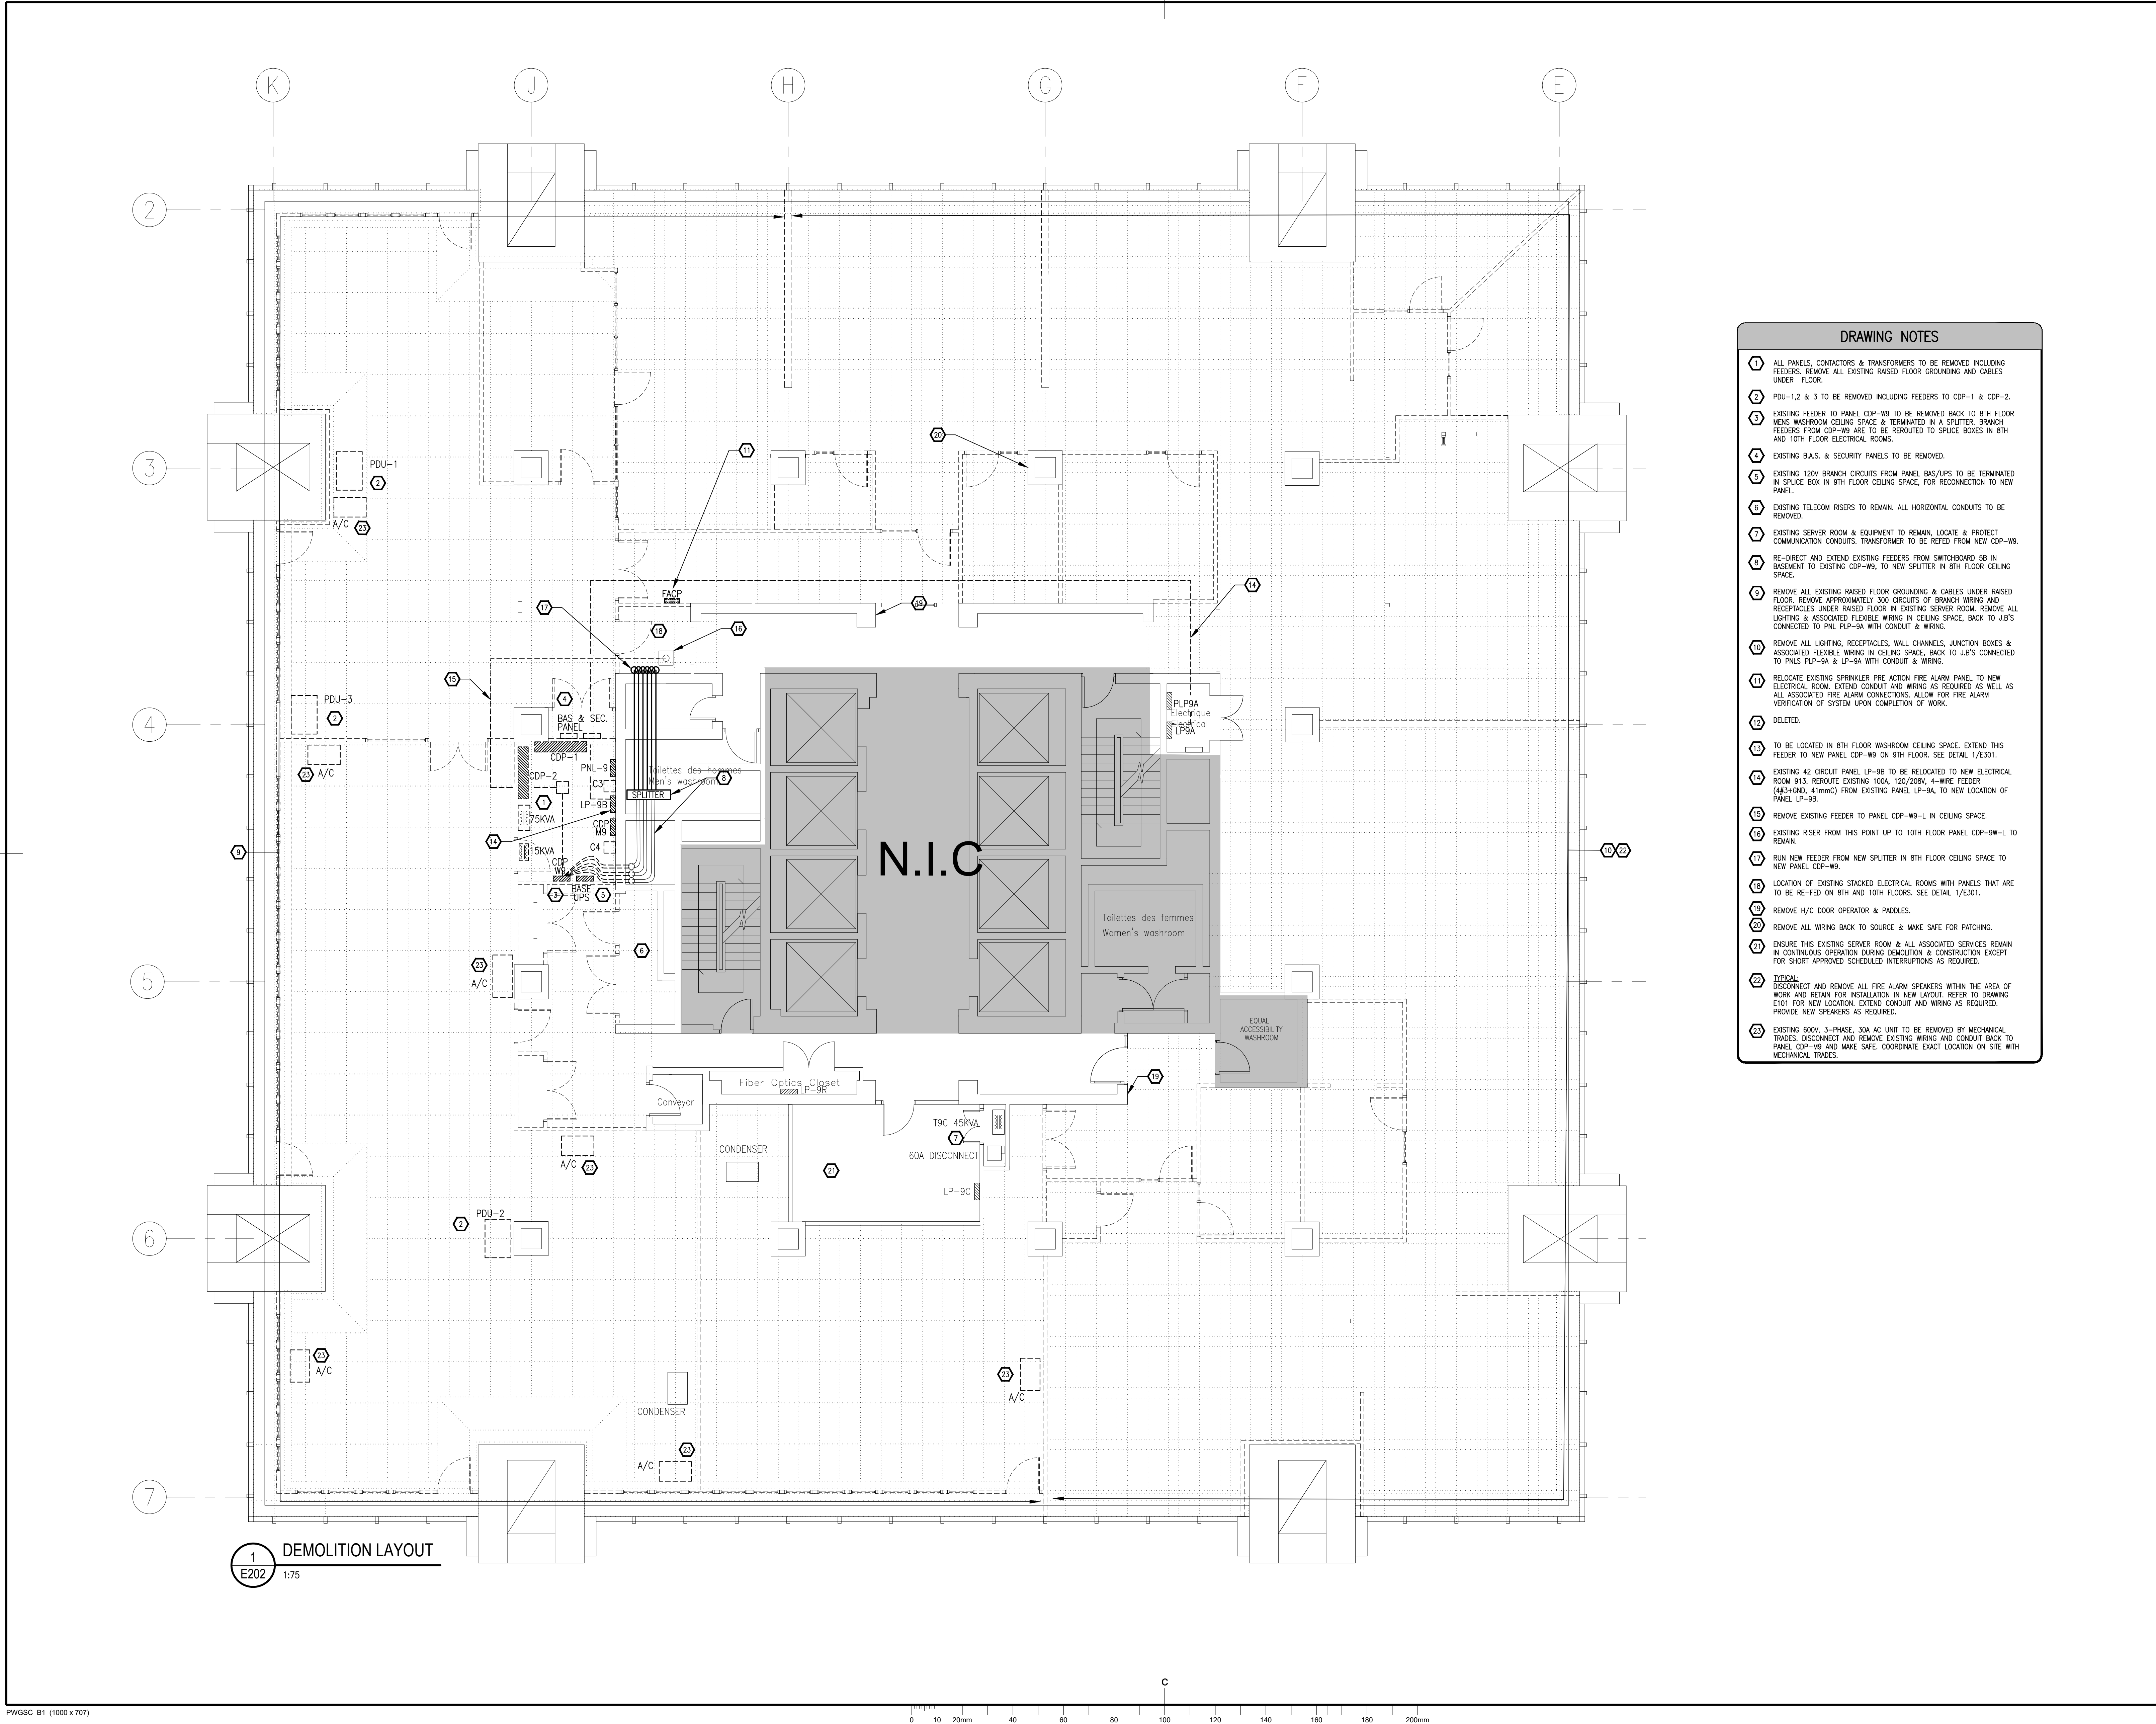 K
J
H
G
F
E
2
3
20
11
PDU-1
2
A/C
23
14
FACP
17
19
18
16
15
PDU-3
4
PLP9A
Electrique
Electrical
LP9A
2
4
BAS & SEC.
PANEL
CDP-1
23
A/C
CDP-2
PNL-9
Toilettes des hommes
Men's washroom
8
C3
SPLITTER
1
LP-9B
75KVA
CDP
M9
14
C4
9
15KVA
CDP
W9
N.I.C
10
22
3
BASE
UPS
5
Toilettes des femmes
Women's washroom
6
23
A/C
5
EQUAL
ACCESSIBILITY
WASHROOM
Fiber Optics Closet
LP-9R
19
Conveyor
T9C 45KVA
7
60A DISCONNECT
CONDENSER
A/C
23
21
LP-9C
PDU-2
2
6
23
A/C
23
A/C
CONDENSER
23
A/C
7
1
E202
DEMOLITION LAYOUT
1:75
DRAWING NOTES
1
ALL PANELS, CONTACTORS & TRANSFORMERS TO BE REMOVED INCLUDING
FEEDERS. REMOVE ALL EXISTING RAISED FLOOR GROUNDING AND CABLES
UNDER FLOOR.
2
PDU-1,2 & 3 TO BE REMOVED INCLUDING FEEDERS TO CDP-1 & CDP-2.
3
EXISTING FEEDER TO PANEL CDP-W9 TO BE REMOVED BACK TO 8TH FLOOR
MENS WASHROOM CEILING SPACE & TERMINATED IN A SPLITTER. BRANCH
FEEDERS FROM CDP-W9 ARE TO BE REROUTED TO SPLICE BOXES IN 8TH
AND 10TH FLOOR ELECTRICAL ROOMS.
4
EXISTING B.A.S. & SECURITY PANELS TO BE REMOVED.
5
EXISTING 120V BRANCH CIRCUITS FROM PANEL BAS/UPS TO BE TERMINATED
IN SPLICE BOX IN 9TH FLOOR CEILING SPACE, FOR RECONNECTION TO NEW
PANEL.
6
EXISTING TELECOM RISERS TO REMAIN. ALL HORIZONTAL CONDUITS TO BE
REMOVED.
7
EXISTING SERVER ROOM & EQUIPMENT TO REMAIN, LOCATE & PROTECT
COMMUNICATION CONDUITS. TRANSFORMER TO BE REFED FROM NEW CDP-W9.
8
RE-DIRECT AND EXTEND EXISTING FEEDERS FROM SWITCHBOARD 5B IN
BASEMENT TO EXISTING CDP-W9, TO NEW SPLITTER IN 8TH FLOOR CEILING
SPACE.
9
REMOVE ALL EXISTING RAISED FLOOR GROUNDING & CABLES UNDER RAISED
FLOOR. REMOVE APPROXIMATELY 300 CIRCUITS OF BRANCH WIRING AND
RECEPTACLES UNDER RAISED FLOOR IN EXISTING SERVER ROOM. REMOVE ALL
LIGHTING & ASSOCIATED FLEXIBLE WIRING IN CEILING SPACE, BACK TO J.B'S
CONNECTED TO PNL PLP-9A WITH CONDUIT & WIRING.
10
REMOVE ALL LIGHTING, RECEPTACLES, WALL CHANNELS, JUNCTION BOXES &
ASSOCIATED FLEXIBLE WIRING IN CEILING SPACE, BACK TO J.B'S CONNECTED
TO PNLS PLP-9A & LP-9A WITH CONDUIT & WIRING.
11
RELOCATE EXISTING SPRINKLER PRE ACTION FIRE ALARM PANEL TO NEW
ELECTRICAL ROOM. EXTEND CONDUIT AND WIRING AS REQUIRED AS WELL AS
ALL ASSOCIATED FIRE ALARM CONNECTIONS. ALLOW FOR FIRE ALARM
VERIFICATION OF SYSTEM UPON COMPLETION OF WORK.
12
DELETED.
13
TO BE LOCATED IN 8TH FLOOR WASHROOM CEILING SPACE. EXTEND THIS
FEEDER TO NEW PANEL CDP-W9 ON 9TH FLOOR. SEE DETAIL 1/E301.
14
EXISTING 42 CIRCUIT PANEL LP-9B TO BE RELOCATED TO NEW ELECTRICAL
ROOM 913. REROUTE EXISTING 100A, 120/208V, 4-WIRE FEEDER
(4#3+GND, 41mmC) FROM EXISTING PANEL LP-9A, TO NEW LOCATION OF
PANEL LP-9B.
15
REMOVE EXISTING FEEDER TO PANEL CDP-W9-L IN CEILING SPACE.
16
EXISTING RISER FROM THIS POINT UP TO 10TH FLOOR PANEL CDP-9W-L TO
REMAIN.
17
RUN NEW FEEDER FROM NEW SPLITTER IN 8TH FLOOR CEILING SPACE TO
NEW PANEL CDP-W9.
18
LOCATION OF EXISTING STACKED ELECTRICAL ROOMS WITH PANELS THAT ARE
TO BE RE-FED ON 8TH AND 10TH FLOORS. SEE DETAIL 1/E301.
19
REMOVE H/C DOOR OPERATOR & PADDLES.
20
REMOVE ALL WIRING BACK TO SOURCE & MAKE SAFE FOR PATCHING.
21
ENSURE THIS EXISTING SERVER ROOM & ALL ASSOCIATED SERVICES REMAIN
IN CONTINUOUS OPERATION DURING DEMOLITION & CONSTRUCTION EXCEPT
FOR SHORT APPROVED SCHEDULED INTERRUPTIONS AS REQUIRED.
22
TYPICAL:
DISCONNECT AND REMOVE ALL FIRE ALARM SPEAKERS WITHIN THE AREA OF
WORK AND RETAIN FOR INSTALLATION IN NEW LAYOUT. REFER TO DRAWING
E101 FOR NEW LOCATION. EXTEND CONDUIT AND WIRING AS REQUIRED.
PROVIDE NEW SPEAKERS AS REQUIRED.
23
EXISTING 600V, 3-PHASE, 30A AC UNIT TO BE REMOVED BY MECHANICAL
TRADES. DISCONNECT AND REMOVE EXISTING WIRING AND CONDUIT BACK TO
PANEL CDP-M9 AND MAKE SAFE. COORDINATE EXACT LOCATION ON SITE WITH
MECHANICAL TRADES.
C
PWGSC B1 (1000 x 707)
0 10 20mm 40 60 80 100 120 140 160 180 200mm